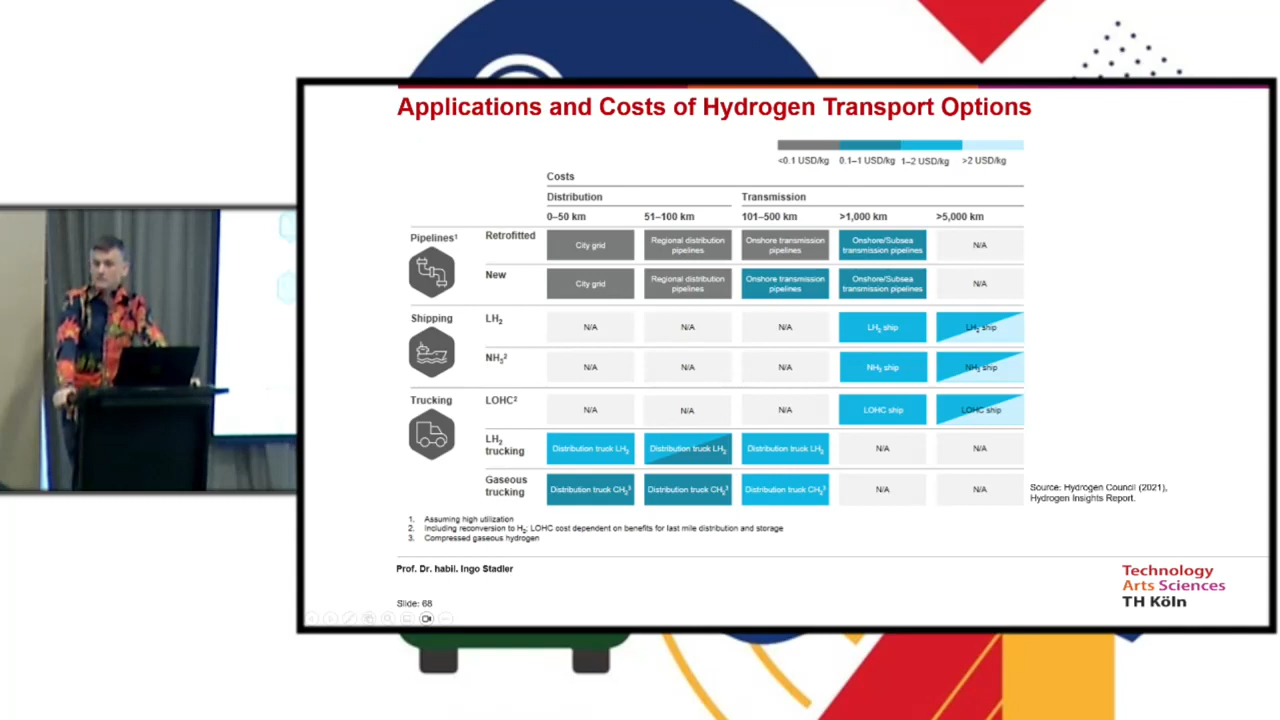 Applications and Costs of Hydrogen Transport Options
<0.1 USD/kg 0.1–1 USD/kg 1–2 USD/kg >2 USD/kg
Costs
Distribution Transmission
0–50 km 51–100 km 101–500 km >1,000 km >5,000 km
Pipelines¹
Retrofitted
City grid
Regional distribution
pipelines
Onshore transmission
pipelines
Onshore/Subsea
transmission pipelines
N/A
New
City grid
Regional distribution
pipelines
Onshore transmission
pipelines
Onshore/Subsea
transmission pipelines
N/A
Shipping
LH₂
N/A N/A N/A LH₂ ship LH₂ ship
NH₃²
N/A N/A N/A NH₃ ship NH₃ ship
Trucking
LOHC²
N/A N/A N/A LOHC ship LOHC ship
LH₂
trucking
Distribution truck LH₂ Distribution truck LH₂ Distribution truck LH₂ N/A N/A
Gaseous
trucking
Distribution truck CH₂³ Distribution truck CH₂³ Distribution truck CH₂³ N/A N/A
Source: Hydrogen Council (2021),
Hydrogen Insights Report.
1. Assuming high utilization
2. Including reconversion to H₂; LOHC cost dependent on benefits for last mile distribution and storage
3. Compressed gaseous hydrogen
Prof. Dr. habil. Ingo Stadler
Slide: 68
Technology
Arts Sciences
TH Köln